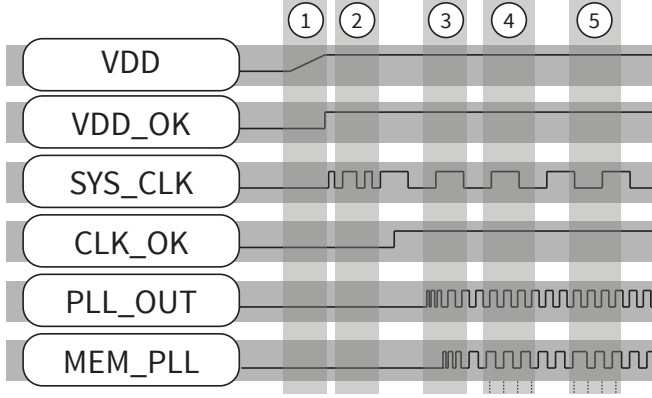 1 2 3 4 5
VDD
VDD_OK
SYS_CLK
CLK_OK
PLL_OUT
MEM_PLL